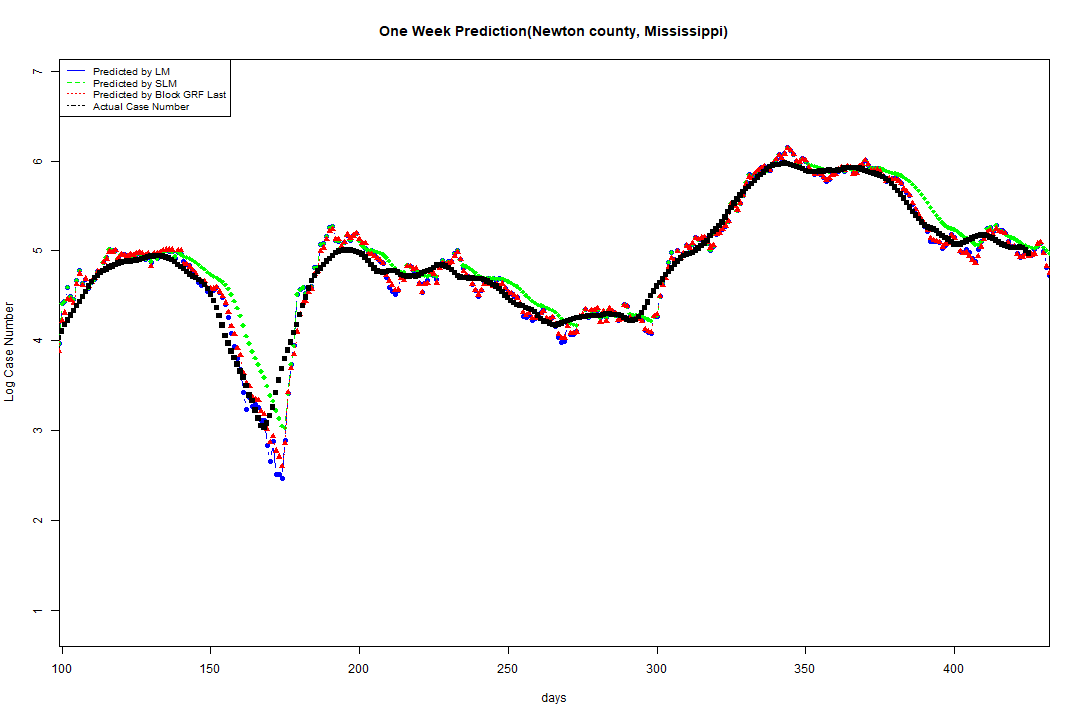 One Week Prediction(Newton county, Mississippi)
Predicted by LM
Predicted by SLM
Predicted by Block GRF Last
Actual Case Number
7
6
5
4
3
2
1
Log Case Number
100 150 200 250 300 350 400
days